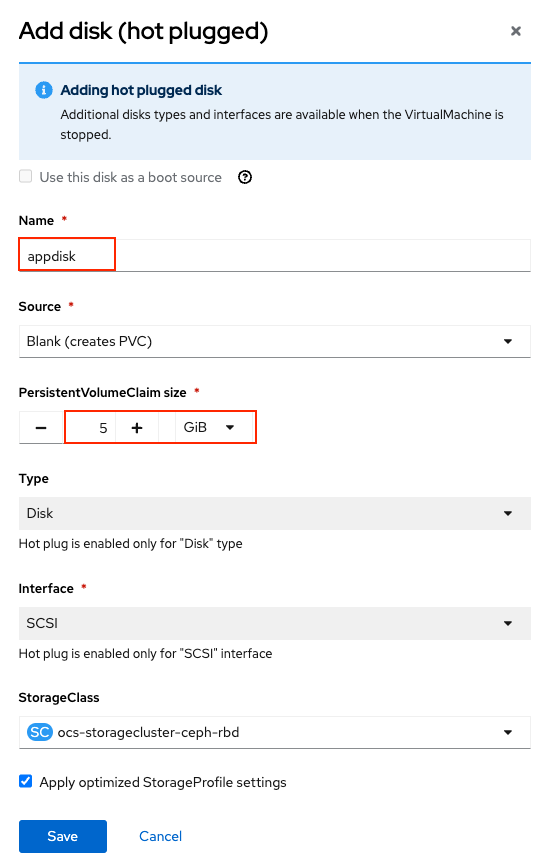 Add disk (hot plugged)
Adding hot plugged disk
Additional disks types and interfaces are available when the VirtualMachine is
stopped.
Use this disk as a boot source
Name *
appdisk
Source *
Blank (creates PVC)
PersistentVolumeClaim size *
5 GiB
Type
Disk
Hot plug is enabled only for "Disk" type
Interface *
SCSI
Hot plug is enabled only for "SCSI" interface
StorageClass
SC ocs-storagecluster-ceph-rbd
Apply optimized StorageProfile settings
Save Cancel